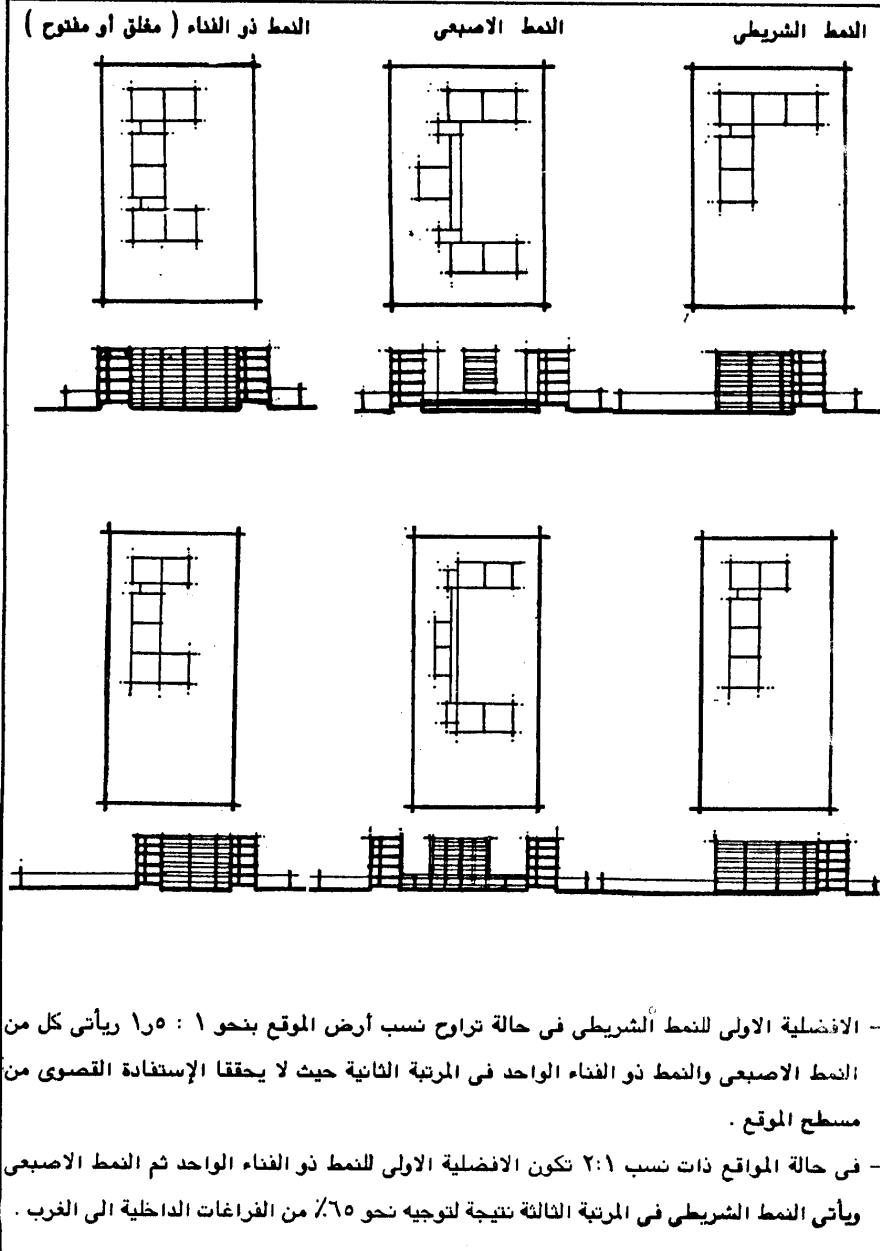 النمط الشريطى
النمط الاصبعى
النمط ذو الفناء ( مغلق أو مفتوح )
- الافضلية الاولى للنمط الشريطى فى حالة تراوح نسب أرض الموقع بنحو ١ : ٥ر١ ريأتى كل من
النمط الاصبعى والنمط ذو الفناء الواحد فى المرتبة الثانية حيث لا يحققا الإستفادة القصوى من
مسطح الموقع .
- فى حالة المواقع ذات نسب ٢:١ تكون الافضلية الاولى للنمط ذو الفناء الواحد ثم النمط الاصبعى
ويأتى النمط الشريطى فى المرتبة الثالثة نتيجة لتوجيه نحو ٦٥٪ من الفراغات الداخلية الى الغرب .